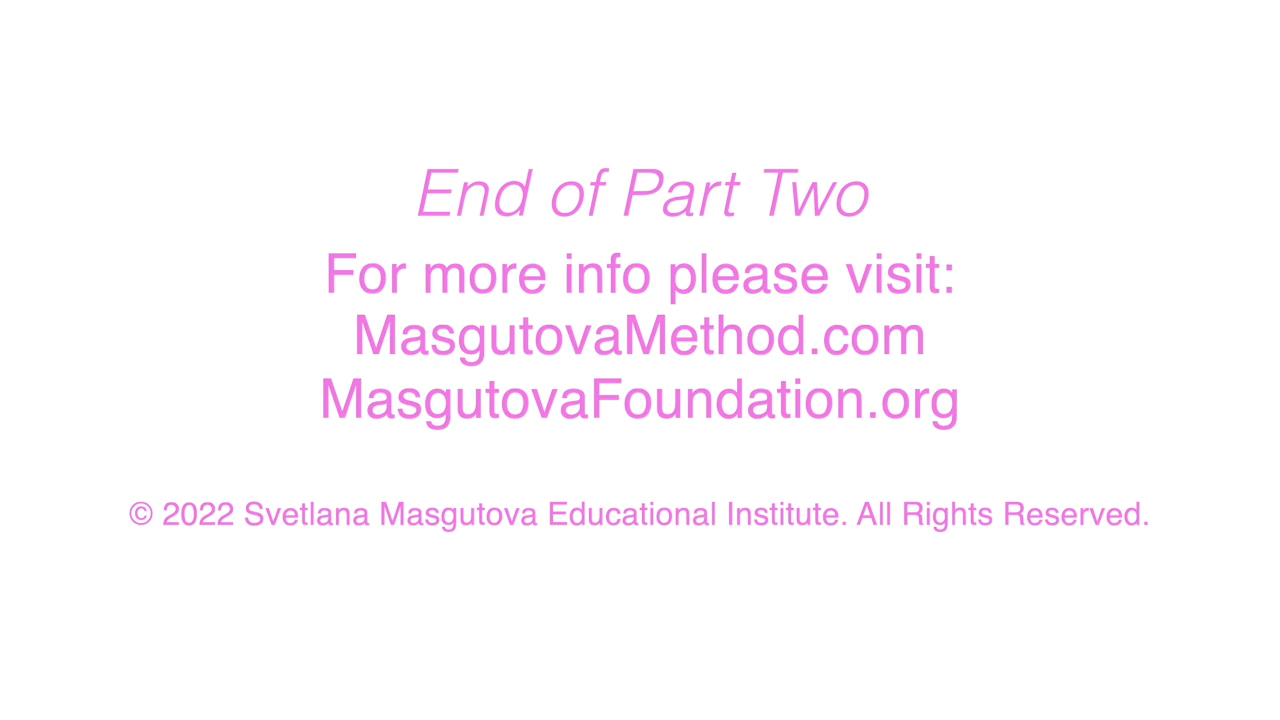 End of Part Two
For more info please visit:
MasgutovaMethod.com
MasgutovaFoundation.org
© 2022 Svetlana Masgutova Educational Institute. All Rights Reserved.